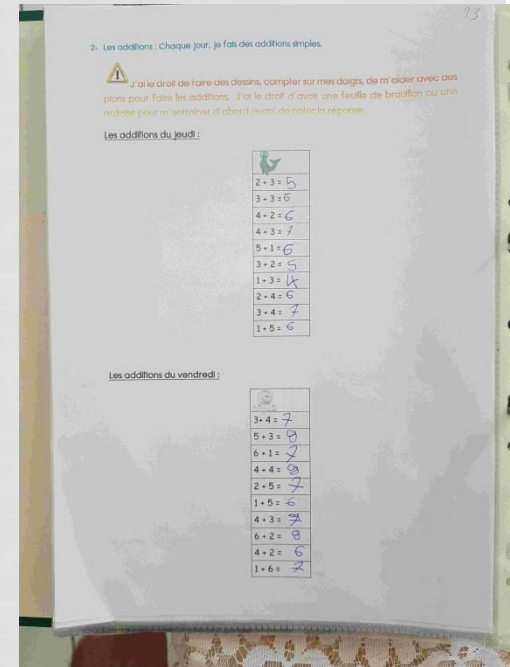 23
2- Les additions : Chaque jour, je fais des additions simples.
J'ai le droit de faire des dessins, compter sur mes doigts, de m'aider avec des
pions pour faire les additions. J'ai le droit d'avoir une feuille de brouillon ou une
ardoise pour m'entraîner d'abord avant de noter la réponse.
Les additions du jeudi :
2 + 3 = 5
3 + 3 = 6
4 + 2 = 6
4 + 3 = 7
5 + 1 = 6
3 + 2 = 5
1 + 3 = 4
2 + 4 = 6
3 + 4 = 7
1 + 5 = 6
Les additions du vendredi :
3 + 4 = 7
5 + 3 = 8
6 + 1 = 7
4 + 4 = 8
2 + 5 = 7
1 + 5 = 6
4 + 3 = 7
6 + 2 = 8
4 + 2 = 6
1 + 6 = 7